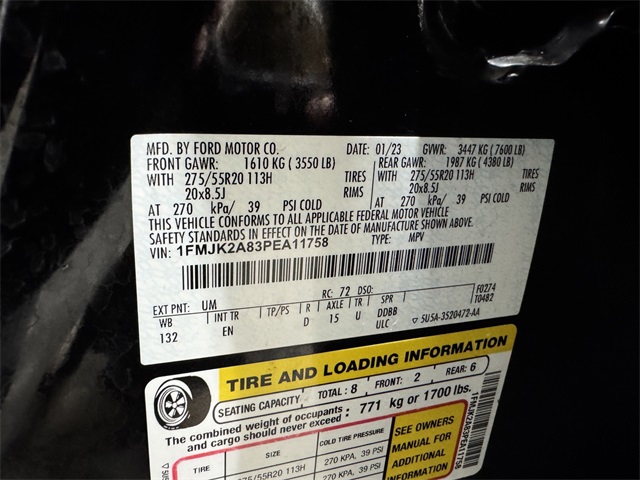 MFD. BY FORD MOTOR CO. DATE: 01/23 GVWR: 3447 KG (7600 LB)
FRONT GAWR: 1610 KG (3550 LB) REAR GAWR: 1987 KG (4380 LB)
WITH 275/55R20 113H TIRES WITH 275/55R20 113H TIRES
20x8.5J RIMS 20x8.5J RIMS
AT 270 kPa/ 39 PSI COLD AT 270 kPa/ 39 PSI COLD
THIS VEHICLE CONFORMS TO ALL APPLICABLE FEDERAL MOTOR VEHICLE
SAFETY STANDARDS IN EFFECT ON THE DATE OF MANUFACTURE SHOWN ABOVE.
VIN: 1FMJK2A83PEA11758 TYPE: MPV
EXT PNT: UM RC: 72 DSO: F0274
WB INT TR TP/PS R AXLE TR SPR T0482
132 EN D 15 U DDBB
ULC ▽ 5U5A-3520472-AA
TIRE AND LOADING INFORMATION
SEATING CAPACITY TOTAL: 8 FRONT: 2 REAR: 6
The combined weight of occupants and cargo should never exceed: 771 kg or 1700 lbs.
TIRE SIZE COLD TIRE PRESSURE
275/55R20 113H 270 KPA, 39 PSI
SEE OWNERS
MANUAL FOR
ADDITIONAL
INFORMATION
1FMJK2A83PEA11758